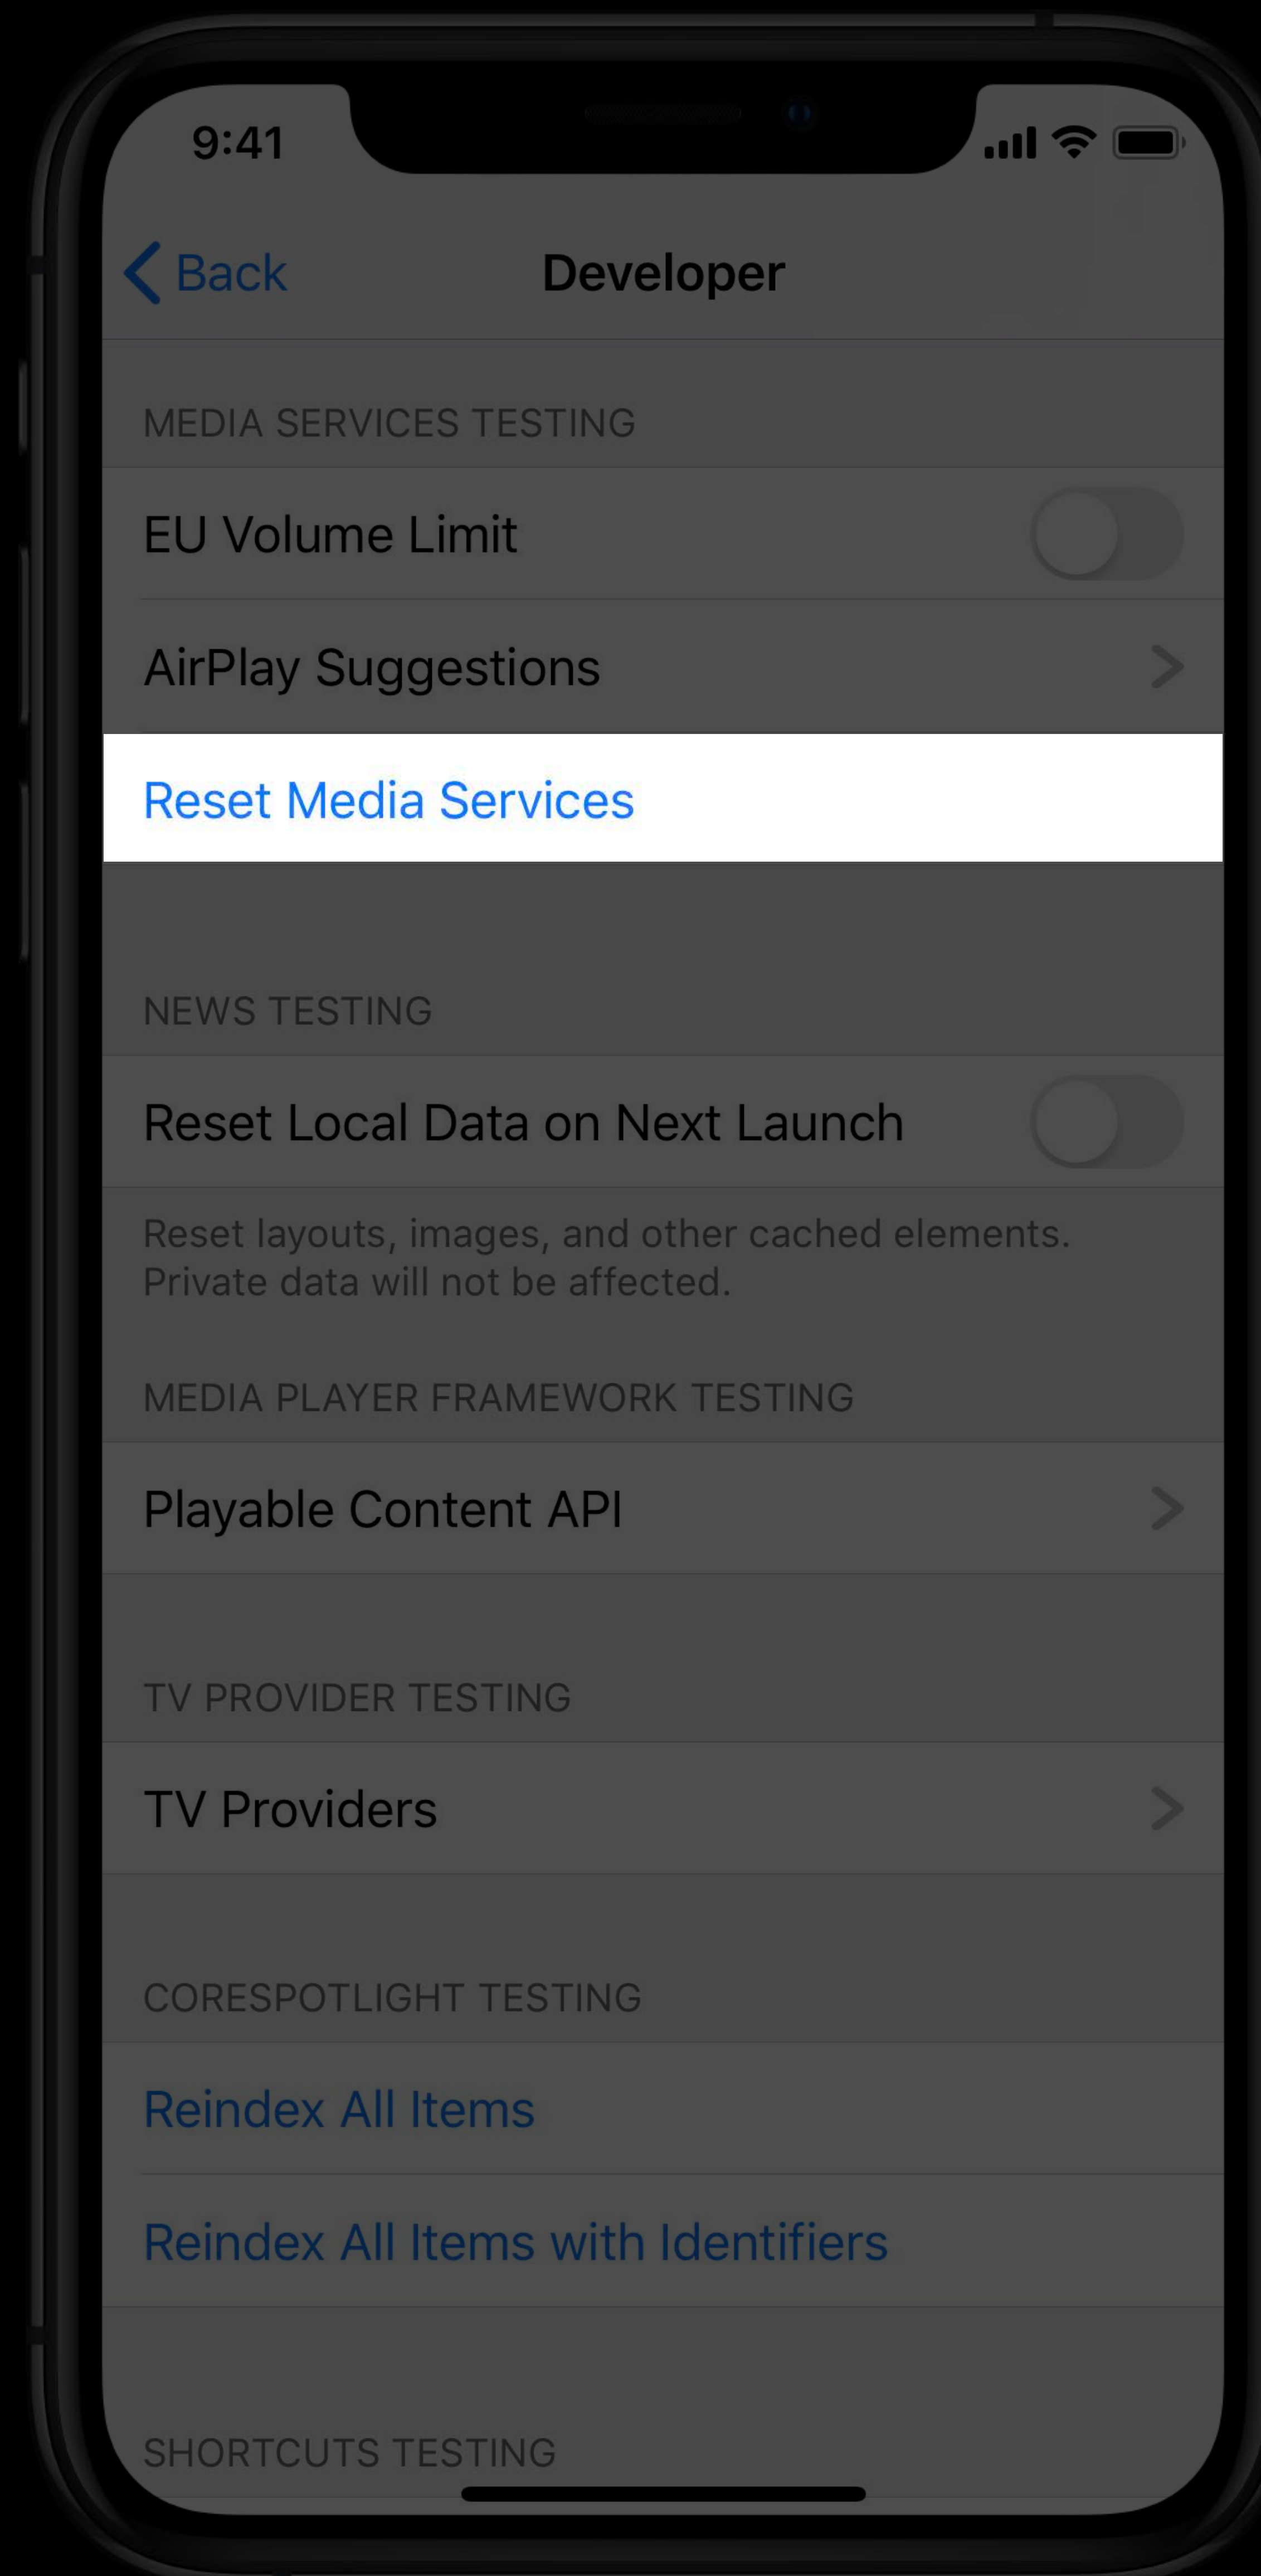 9:41
Back
Developer
MEDIA SERVICES TESTING
EU Volume Limit
AirPlay Suggestions
Reset Media Services
NEWS TESTING
Reset Local Data on Next Launch
Reset layouts, images, and other cached elements.
Private data will not be affected.
MEDIA PLAYER FRAMEWORK TESTING
Playable Content API
TV PROVIDER TESTING
TV Providers
CORESPOTLIGHT TESTING
Reindex All Items
Reindex All Items with Identifiers
SHORTCUTS TESTING